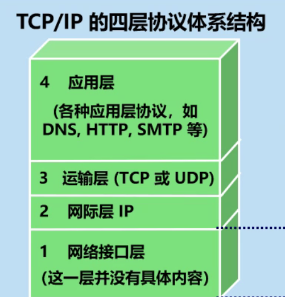 TCP/IP 的四层协议体系结构
4 应用层
(各种应用层协议，如
DNS, HTTP, SMTP 等)
3 运输层 (TCP 或 UDP)
2 网际层 IP
1 网络接口层
(这一层并没有具体内容)